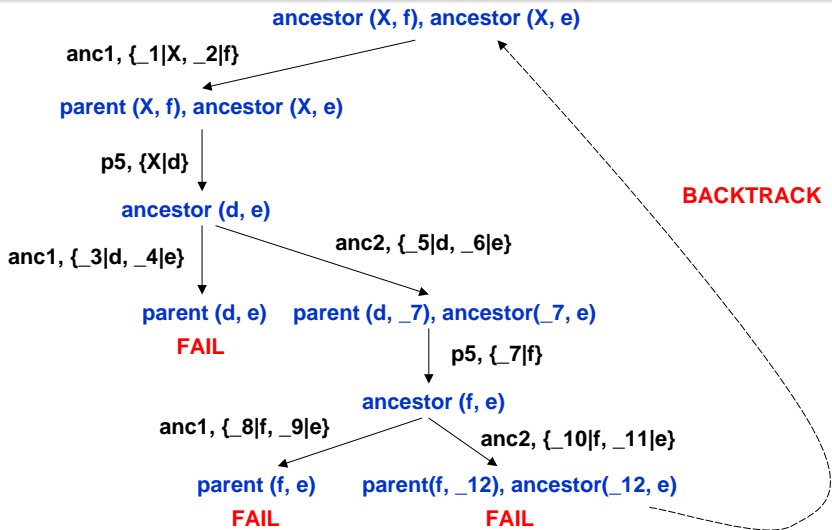 ancestor (X, f), ancestor (X, e)
anc1, {_1|X, _2|f}
parent (X, f), ancestor (X, e)
p5, {X|d}
BACKTRACK
ancestor (d, e)
anc1, {_3|d, _4|e}
anc2, {_5|d, _6|e}
parent (d, e)
parent (d, _7), ancestor(_7, e)
FAIL
p5, {_7|f}
ancestor (f, e)
anc1, {_8|f, _9|e}
anc2, {_10|f, _11|e}
parent (f, e)
parent(f, _12), ancestor(_12, e)
FAIL
FAIL